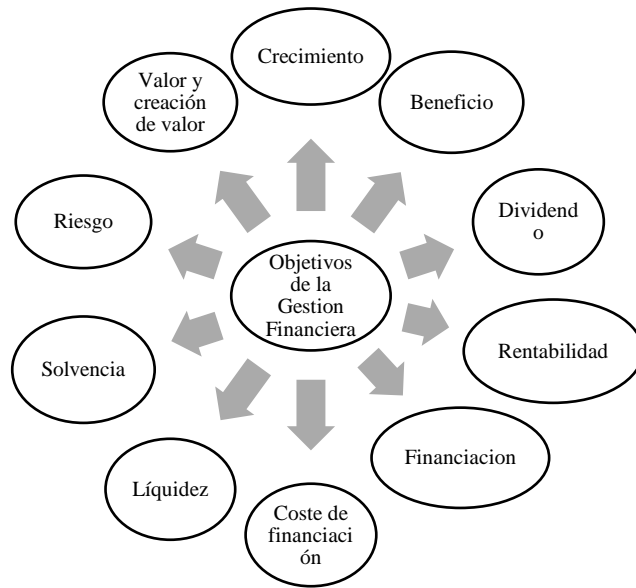 Crecimiento
Beneficio
Dividend
o
Rentabilidad
Financiacion
Coste de
financiaci
ón
Líquidez
Solvencia
Riesgo
Valor y
creación
de valor
Objetivos
de la
Gestion
Financiera